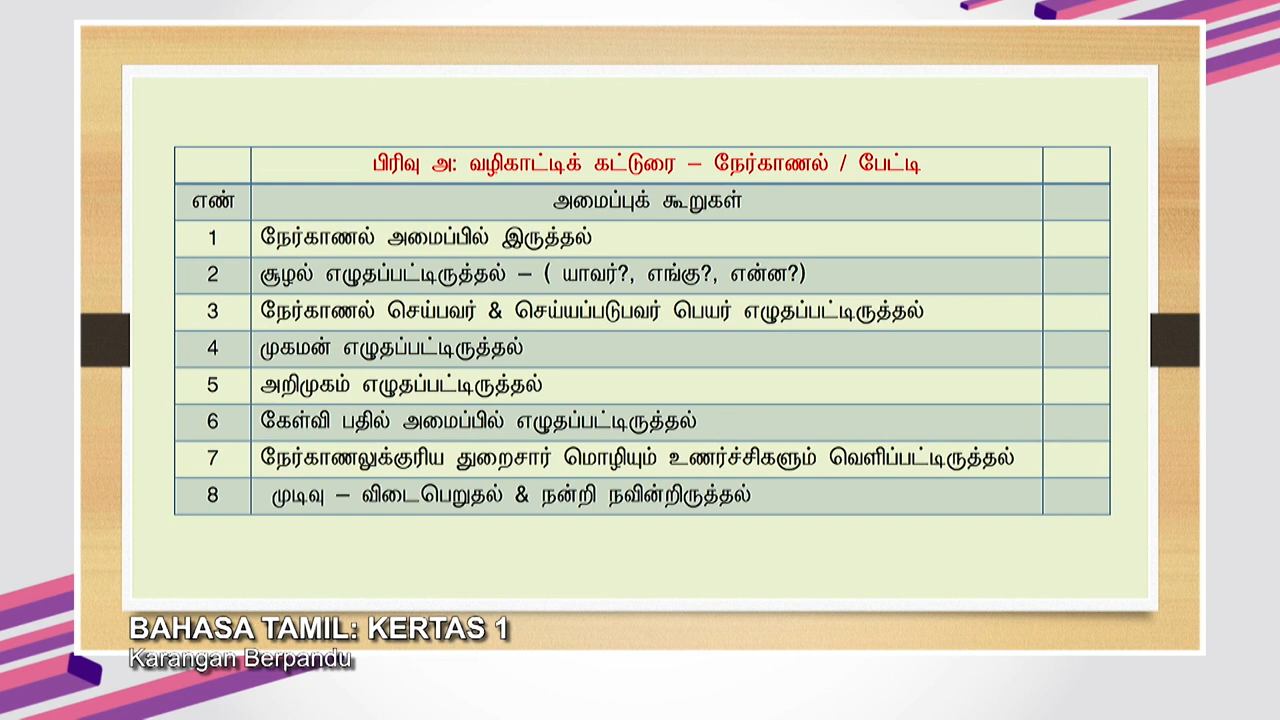 பிரிவு அ: வழிகாட்டிக் கட்டுரை – நேர்காணல் / பேட்டி
எண் அமைப்புக் கூறுகள்
1 நேர்காணல் அமைப்பில் இருத்தல்
2 சூழல் எழுதப்பட்டிருத்தல் – ( யாவர்?, எங்கு?, என்ன?)
3 நேர்காணல் செய்பவர் & செய்யப்படுபவர் பெயர் எழுதப்பட்டிருத்தல்
4 முகமன் எழுதப்பட்டிருத்தல்
5 அறிமுகம் எழுதப்பட்டிருத்தல்
6 கேள்வி பதில் அமைப்பில் எழுதப்பட்டிருத்தல்
7 நேர்காணலுக்குரிய துறைசார் மொழியும் உணர்ச்சிகளும் வெளிப்பட்டிருத்தல்
8 முடிவு – விடைபெறுதல் & நன்றி நவின்றிருத்தல்
BAHASA TAMIL: KERTAS 1
Karangan Berpandu